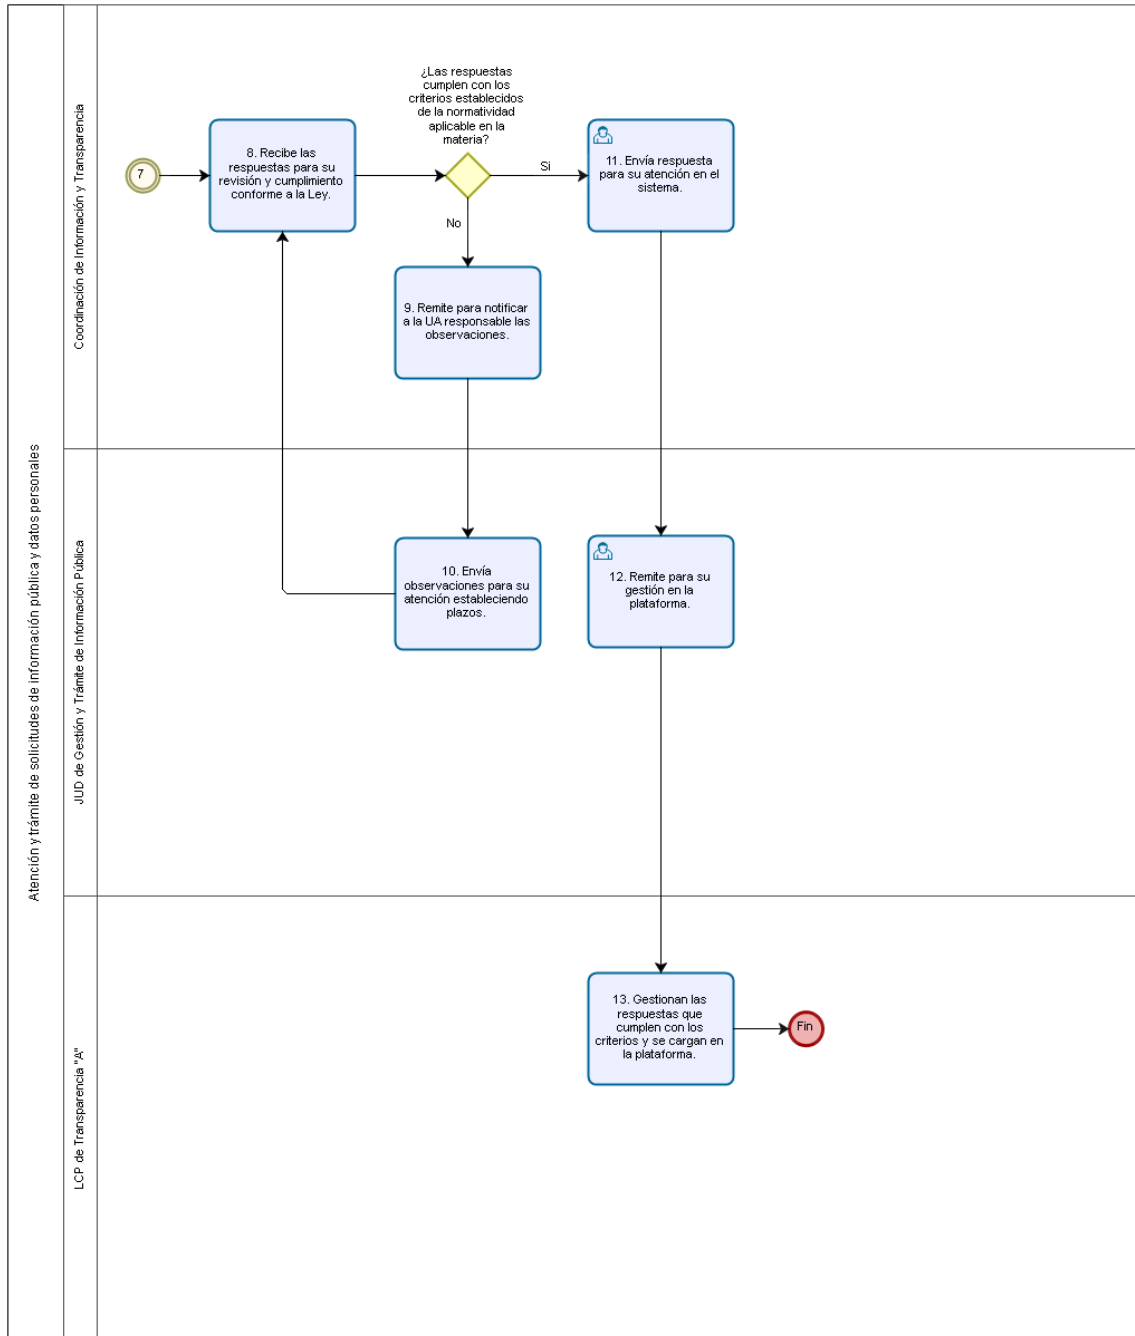 Atención y trámite de solicitudes de información pública y datos personales
Coordinación de Información y Transparencia
7
8. Recibe las
respuestas para su
revisión y cumplimiento
conforme a la Ley.
¿Las respuestas
cumplen con los
criterios establecidos
de la normatividad
aplicable en la
materia?
Si
No
11. Envía respuesta
para su atención en el
sistema.
9. Remite para notificar
a la UA responsable las
observaciones.
JUD de Gestión y Trámite de Información Pública
10. Envía
observaciones para su
atención estableciendo
plazos.
12. Remite para su
gestión en la
plataforma.
LCP de Transparencia "A"
13. Gestionan las
respuestas que
cumplen con los
criterios y se cargan en
la plataforma.
Fin